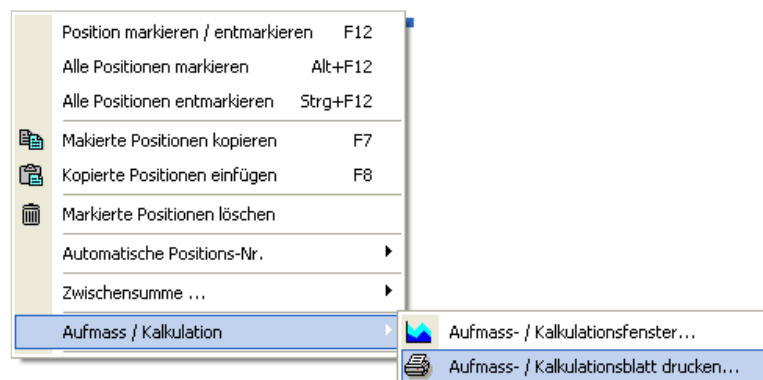 Position markieren / entmarkieren F12
Alle Positionen markieren Alt+F12
Alle Positionen entmarkieren Strg+F12
Makierte Positionen kopieren F7
Kopierte Positionen einfügen F8
Markierte Positionen löschen
Automatische Positions-Nr.
Zwischensumme ...
Aufmass / Kalkulation
Aufmass- / Kalkulationsfenster...
Aufmass- / Kalkulationsblatt drucken...